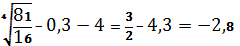 ⁴√(81/16) − 0,3 − 4 = 3/2 − 4,3 = −2,8